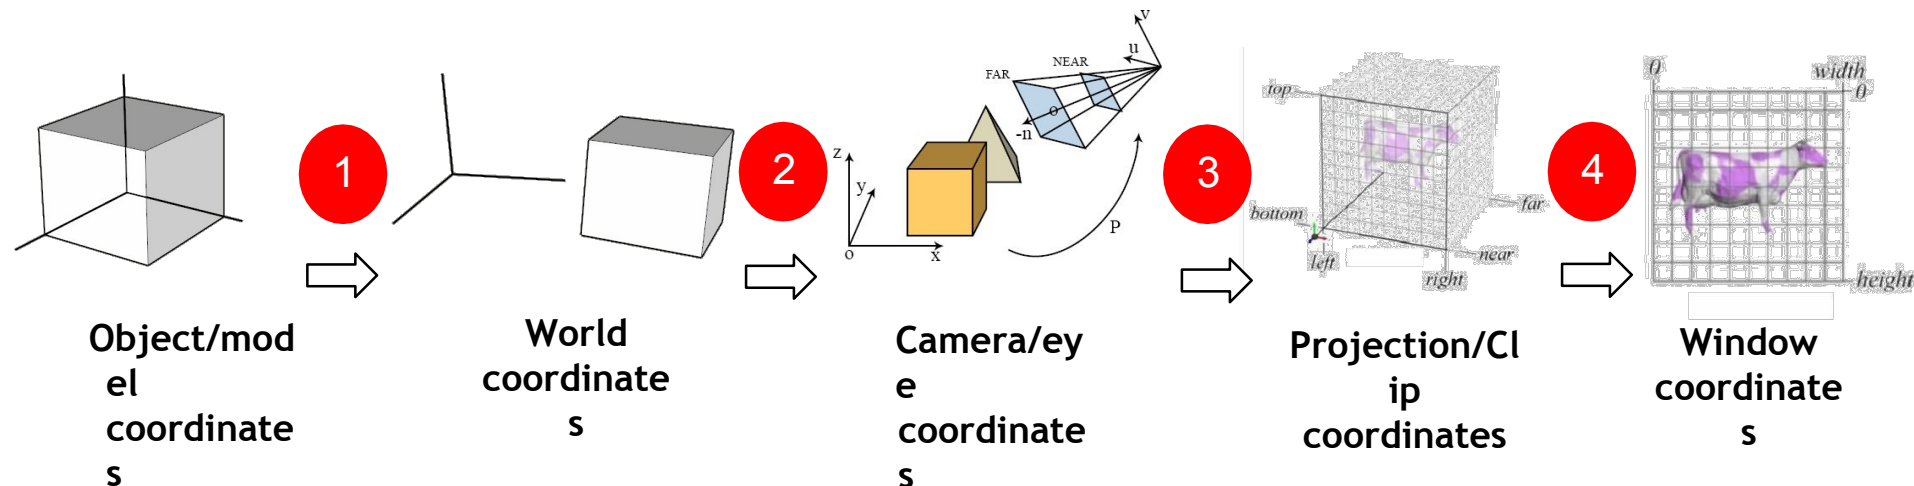 1
2
3
4
v
u
NEAR
FAR
o
-n
z
y
o
x
P
top
bottom
left
right
near
far
0
width
0
height
Object/mod
el
coordinate
s
World
coordinate
s
Camera/ey
e
coordinate
s
Projection/Cl
ip
coordinates
Window
coordinate
s